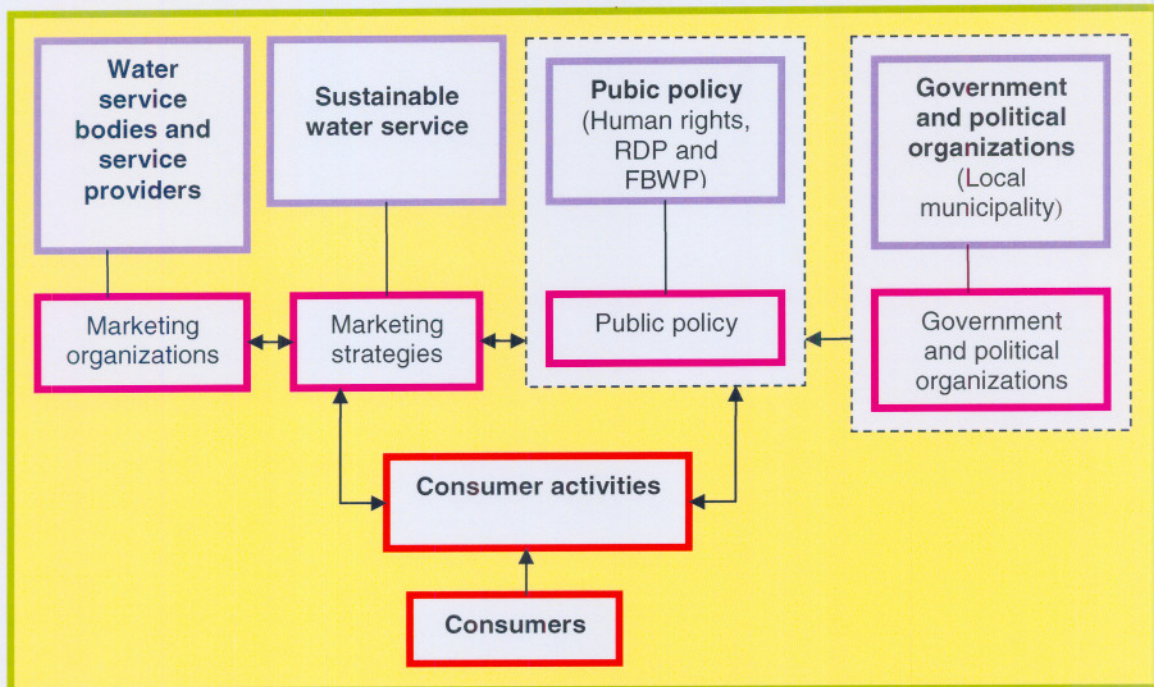 Water
service
bodies and
service
providers
Sustainable
water service
Pubic policy
(Human rights,
RDP and
FBWP)
Government
and political
organizations
(Local
municipality)
Marketing
organizations
Marketing
strategies
Public policy
Government
and political
organizations
Consumer activities
Consumers